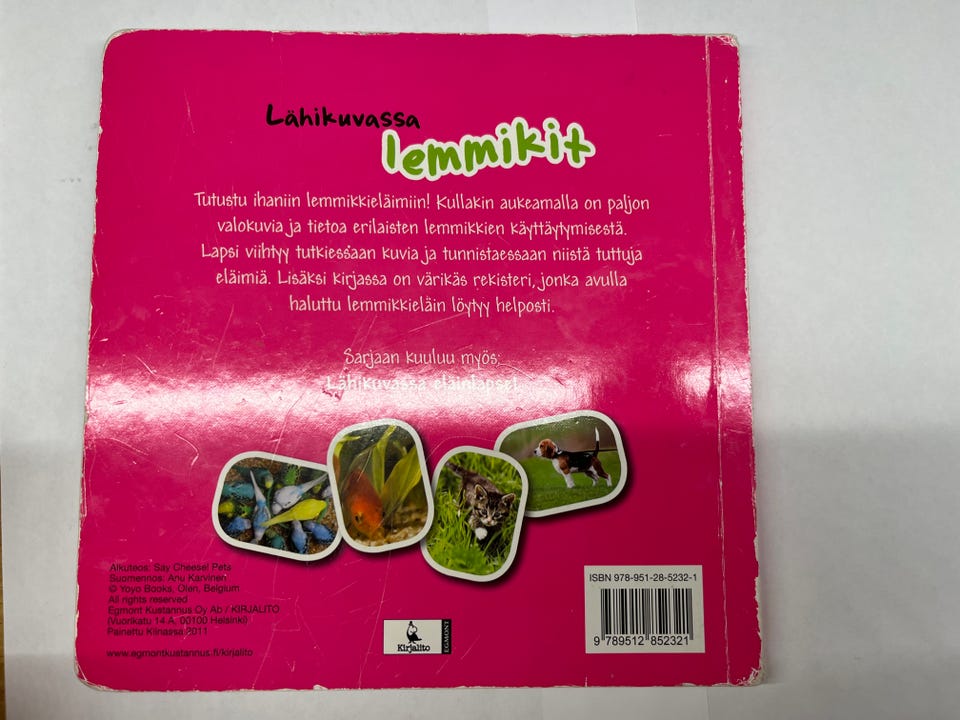 Lähikuvassa
lemmikit
Tutustu ihaniin lemmikkieläimiin! Kullakin aukeamalla on paljon
valokuvia ja tietoa erilaisten lemmikkien käyttäytymisestä.
Lapsi viihtyy tutkiessaan kuvia ja tunnistaessaan niistä tuttuja
eläimiä. Lisäksi kirjassa on värikäs rekisteri, jonka avulla
haluttu lemmikkieläin löytyy helposti.
Sarjaan kuuluu myös:
Lähikuvassa eläinlapset
Alkuteos: Say Cheese! Pets
Suomennos: Anu Karvinen
© Yoyo Books, Olen, Belgium
All rights reserved
Egmont Kustannus Oy Ab / KIRJALITO
(Vuorikatu 14 A, 00100 Helsinki)
Painettu Kiinassa 2011
www.egmontkustannus.fi/kirjalito
Kirjalito
EGMONT
ISBN 978-951-28-5232-1
9 789512 852321